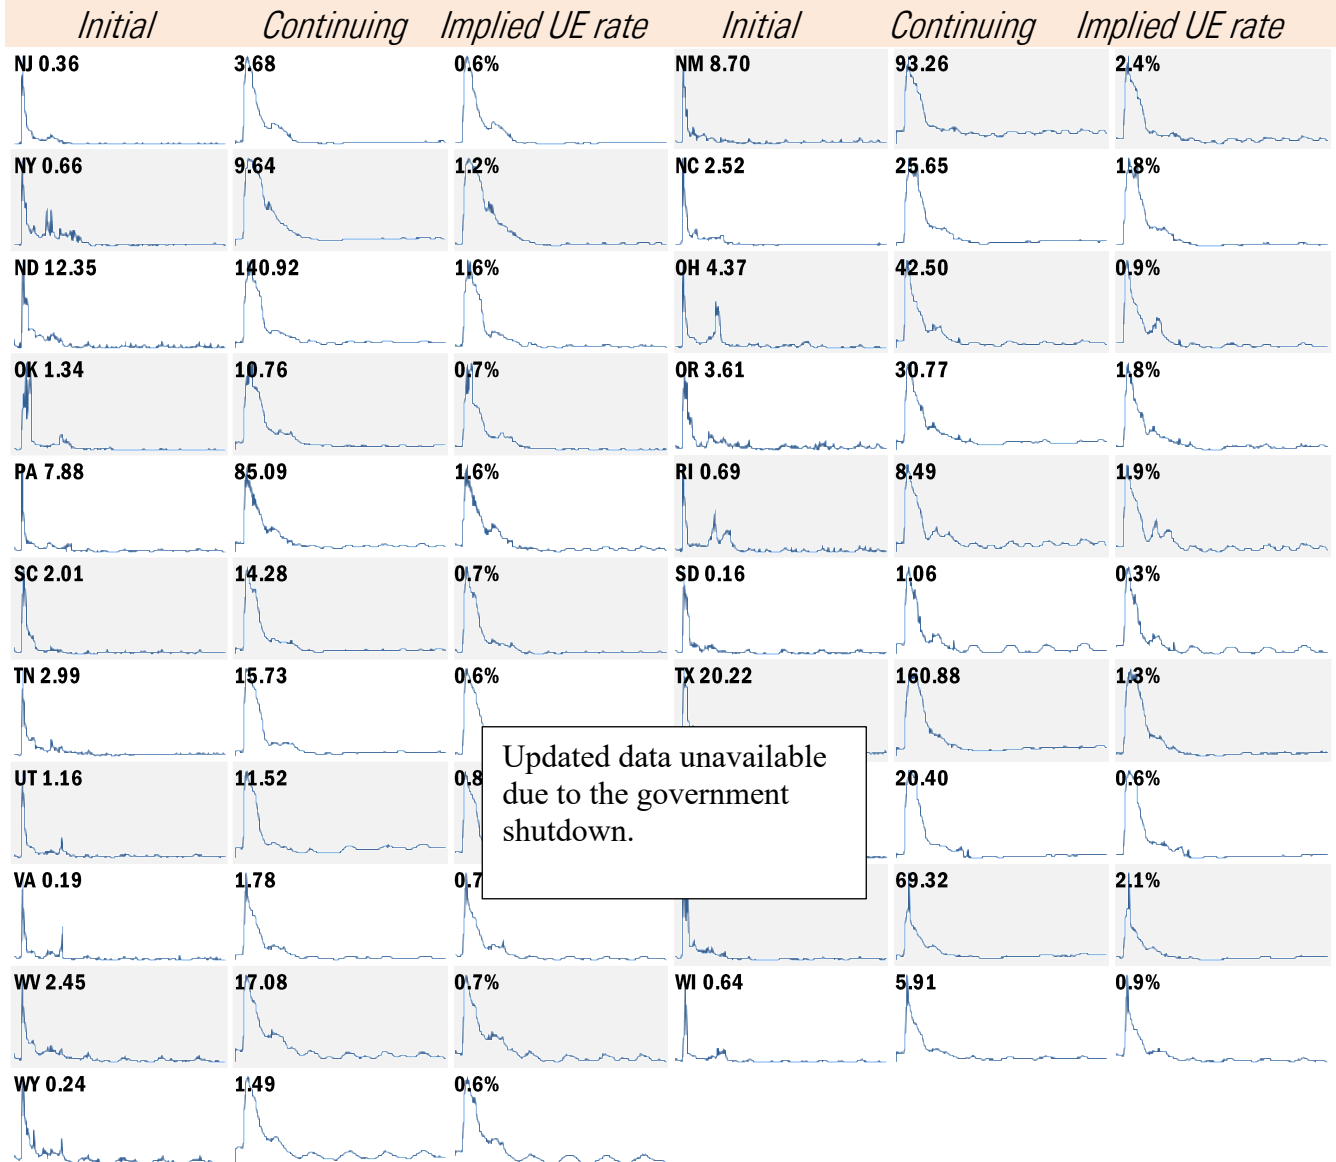 Initial Continuing Implied UE rate Initial Continuing Implied UE rate
NJ 0.36 3.68 0.6% NM 8.70 93.26 2.4%
NY 0.66 9.64 1.2% NC 2.52 25.65 1.8%
ND 12.35 140.92 1.6% OH 4.37 42.50 0.9%
OK 1.34 10.76 0.7% OR 3.61 30.77 1.8%
PA 7.88 85.09 1.6% RI 0.69 8.49 1.9%
SC 2.01 14.28 0.7% SD 0.16 1.06 0.3%
TN 2.99 15.73 0.6% TX 20.22 160.88 1.3%
Updated data unavailable
due to the government
shutdown.
UT 1.16 11.52 0.8 20.40 0.6%
VA 0.19 1.78 0.7 69.32 2.1%
WV 2.45 17.08 0.7% WI 0.64 5.91 0.9%
WY 0.24 1.49 0.6%